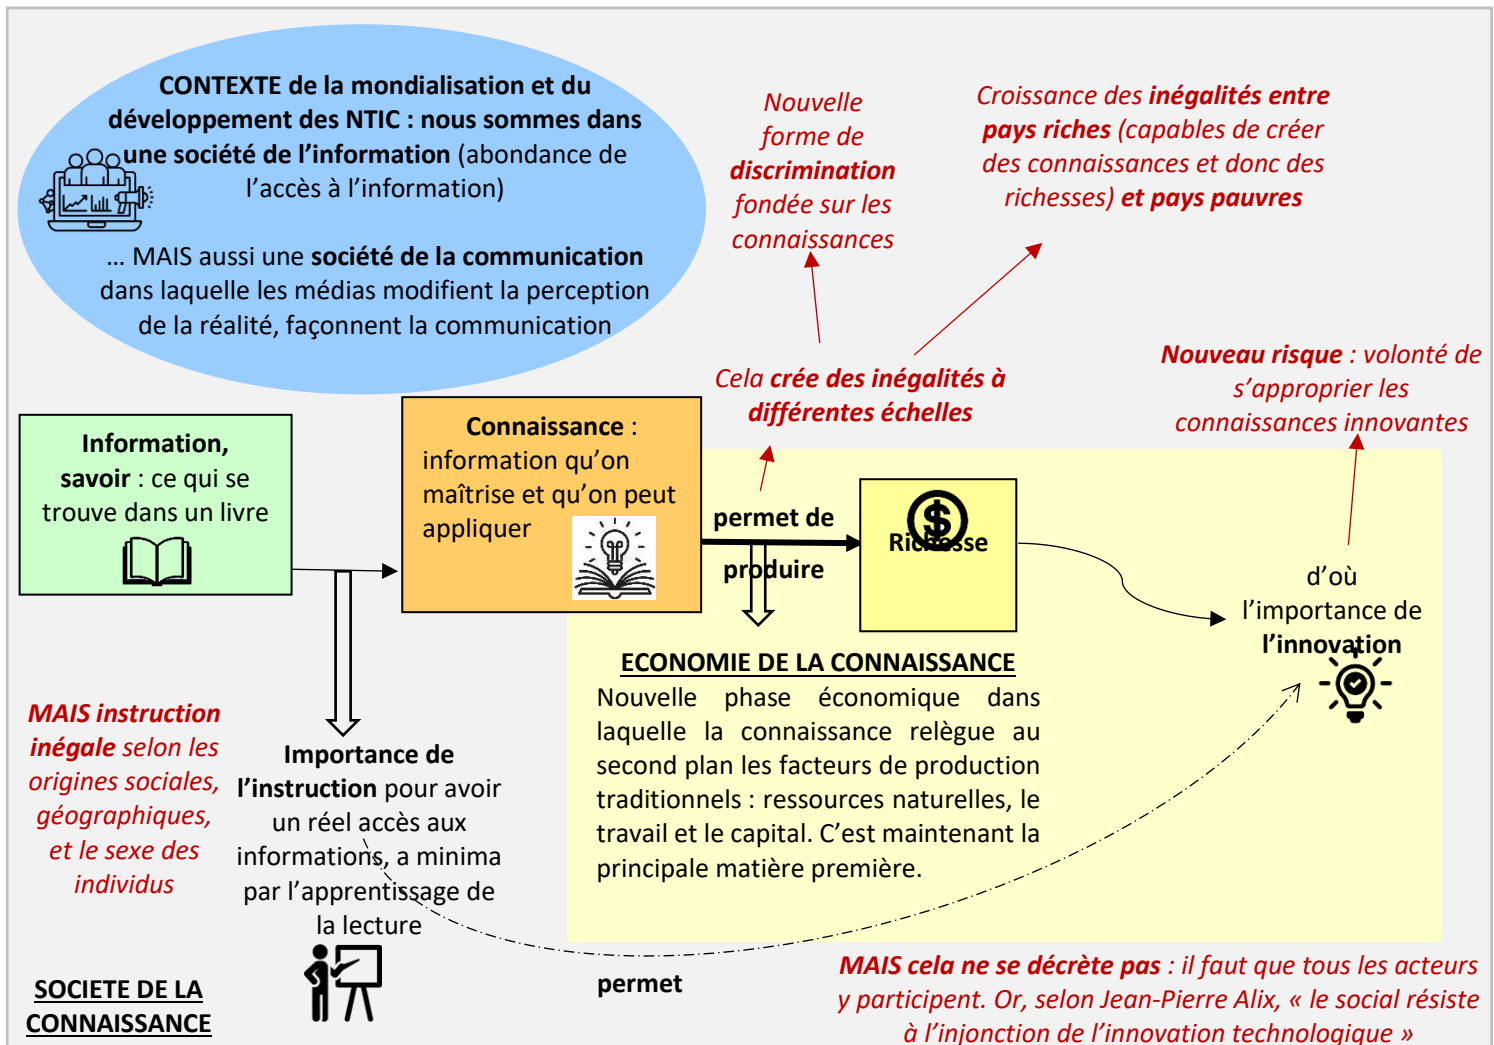 CONTEXTE de la mondialisation et du
développement des NTIC : nous sommes dans
une société de l’information (abondance de
l’accès à l’information)
… MAIS aussi une société de la communication
dans laquelle les médias modifient la perception
de la réalité, façonnent la communication
Nouvelle
forme de
discrimination
fondée sur les
connaissances
Croissance des inégalités entre
pays riches (capables de créer
des connaissances et donc des
richesses) et pays pauvres
Cela crée des inégalités à
différentes échelles
Nouveau risque : volonté de
s’approprier les
connaissances innovantes
Information,
savoir : ce qui se
trouve dans un livre
Connaissance :
information qu’on
maîtrise et qu’on peut
appliquer
permet de
produire
$
Richesse
d’où
l’importance de
l’innovation
ECONOMIE DE LA CONNAISSANCE
Nouvelle phase économique dans
laquelle la connaissance relègue au
second plan les facteurs de production
traditionnels : ressources naturelles, le
travail et le capital. C’est maintenant la
principale matière première.
MAIS instruction
inégale selon les
origines sociales,
géographiques,
et le sexe des
individus
Importance de
l’instruction pour avoir
un réel accès aux
informations, a minima
par l’apprentissage de
la lecture
permet
SOCIETE DE LA
CONNAISSANCE
MAIS cela ne se décrète pas : il faut que tous les acteurs
y participent. Or, selon Jean-Pierre Alix, « le social résiste
à l’injonction de l’innovation technologique »